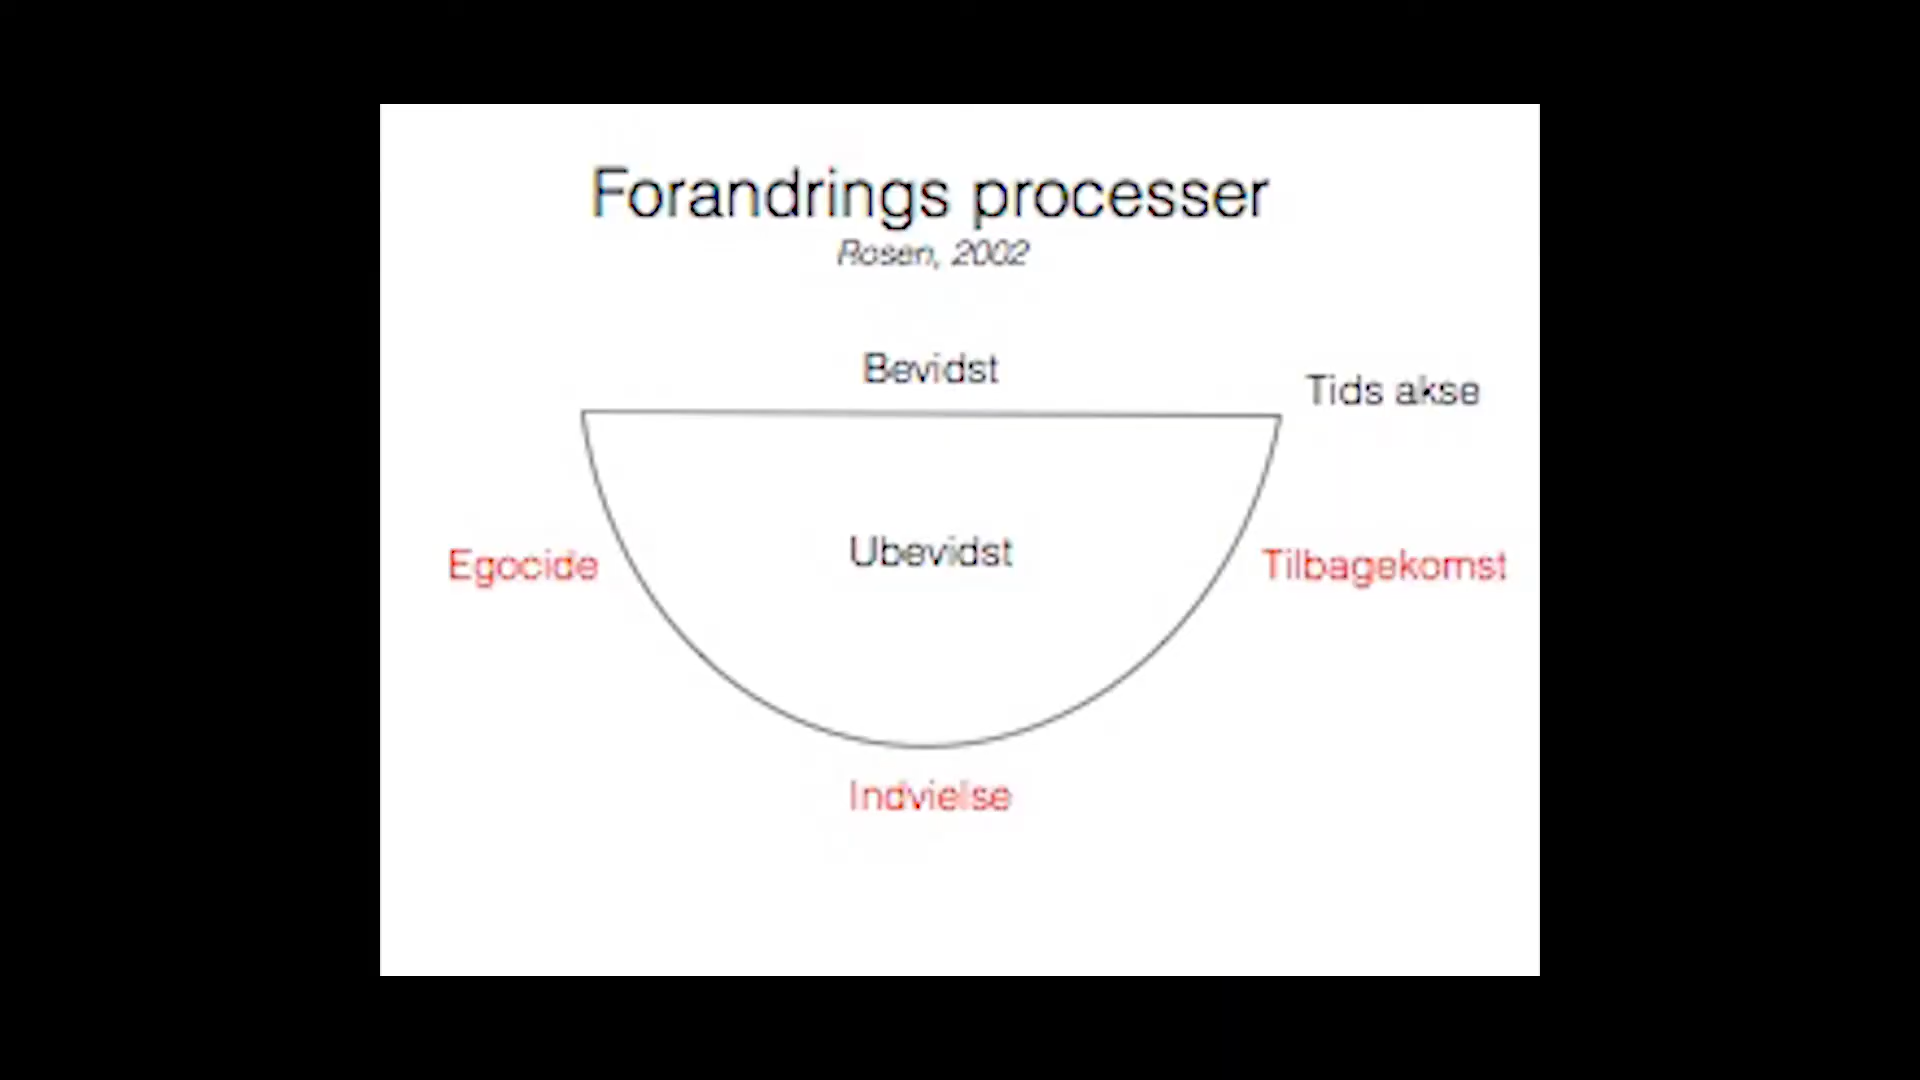 Forandrings processer
Rosen, 2002
Bevidst
Tids akse
Ubevidst
Egocide
Tilbagekomst
Indvielse